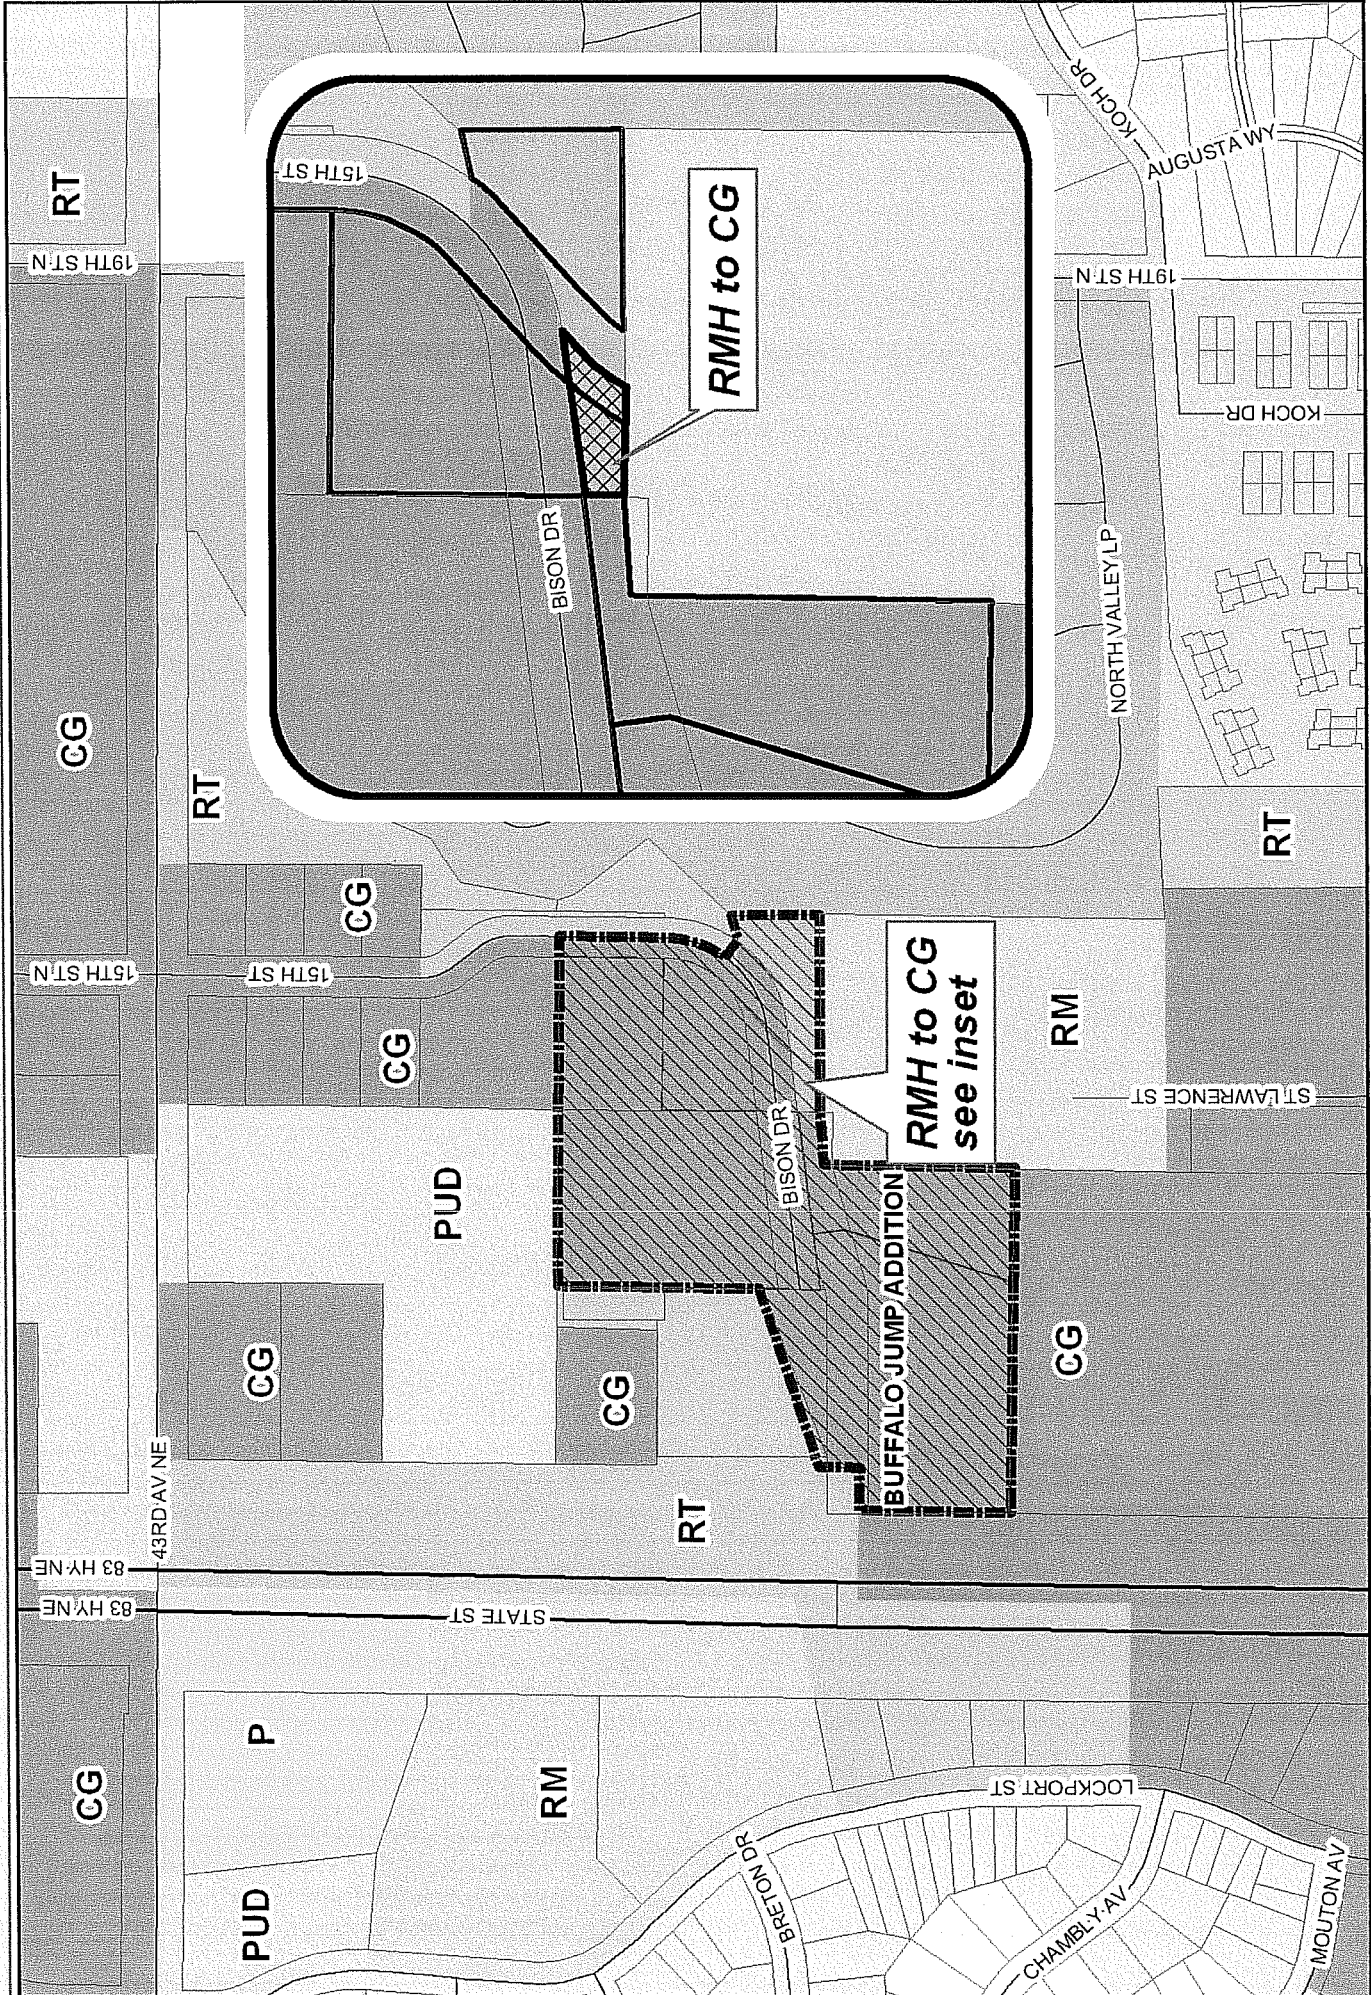 RT
19TH ST N
CG
RT
CG
15TH ST N
15TH ST
CG
PUD
CG
CG
43RD AV NE
83 HY NE
83 HY NE
STATE ST
RT
CG
P
PUD
RM
15TH ST
BISON DR
RMH to CG
BISON DR
BUFFALO JUMP ADDITION
RMH to CG
see inset
RM
ST LAWRENCE ST
CG
RT
NORTH VALLEY LP
19TH ST N
KOCH DR
KOCH DR
AUGUSTA WY
LOCKPORT ST
BRETON DR
CHAMBLY AV
MOUTON AV